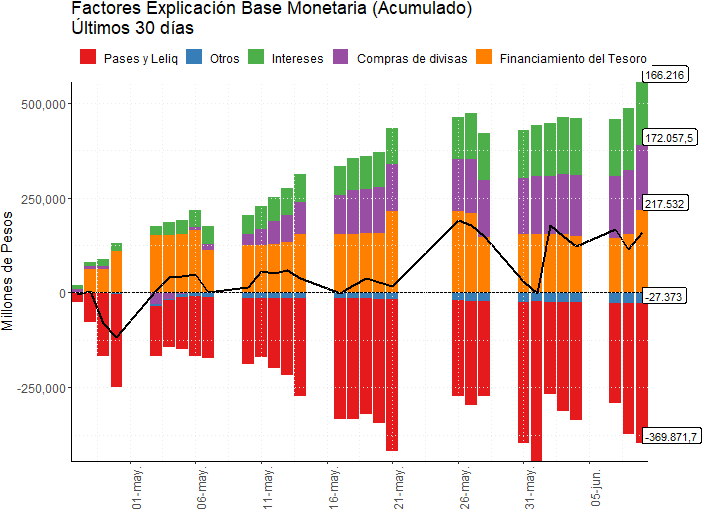 Factores Explicación Base Monetaria (Acumulado)
Últimos 30 días
Pases y Leliq Otros Intereses Compras de divisas Financiamiento del Tesoro
Millones de Pesos
500,000
250,000
0
-250,000
166.216
172.057,5
217.532
-27.373
-369.871,7
01-may.
06-may.
11-may.
16-may.
21-may.
26-may.
31-may.
05-jun.